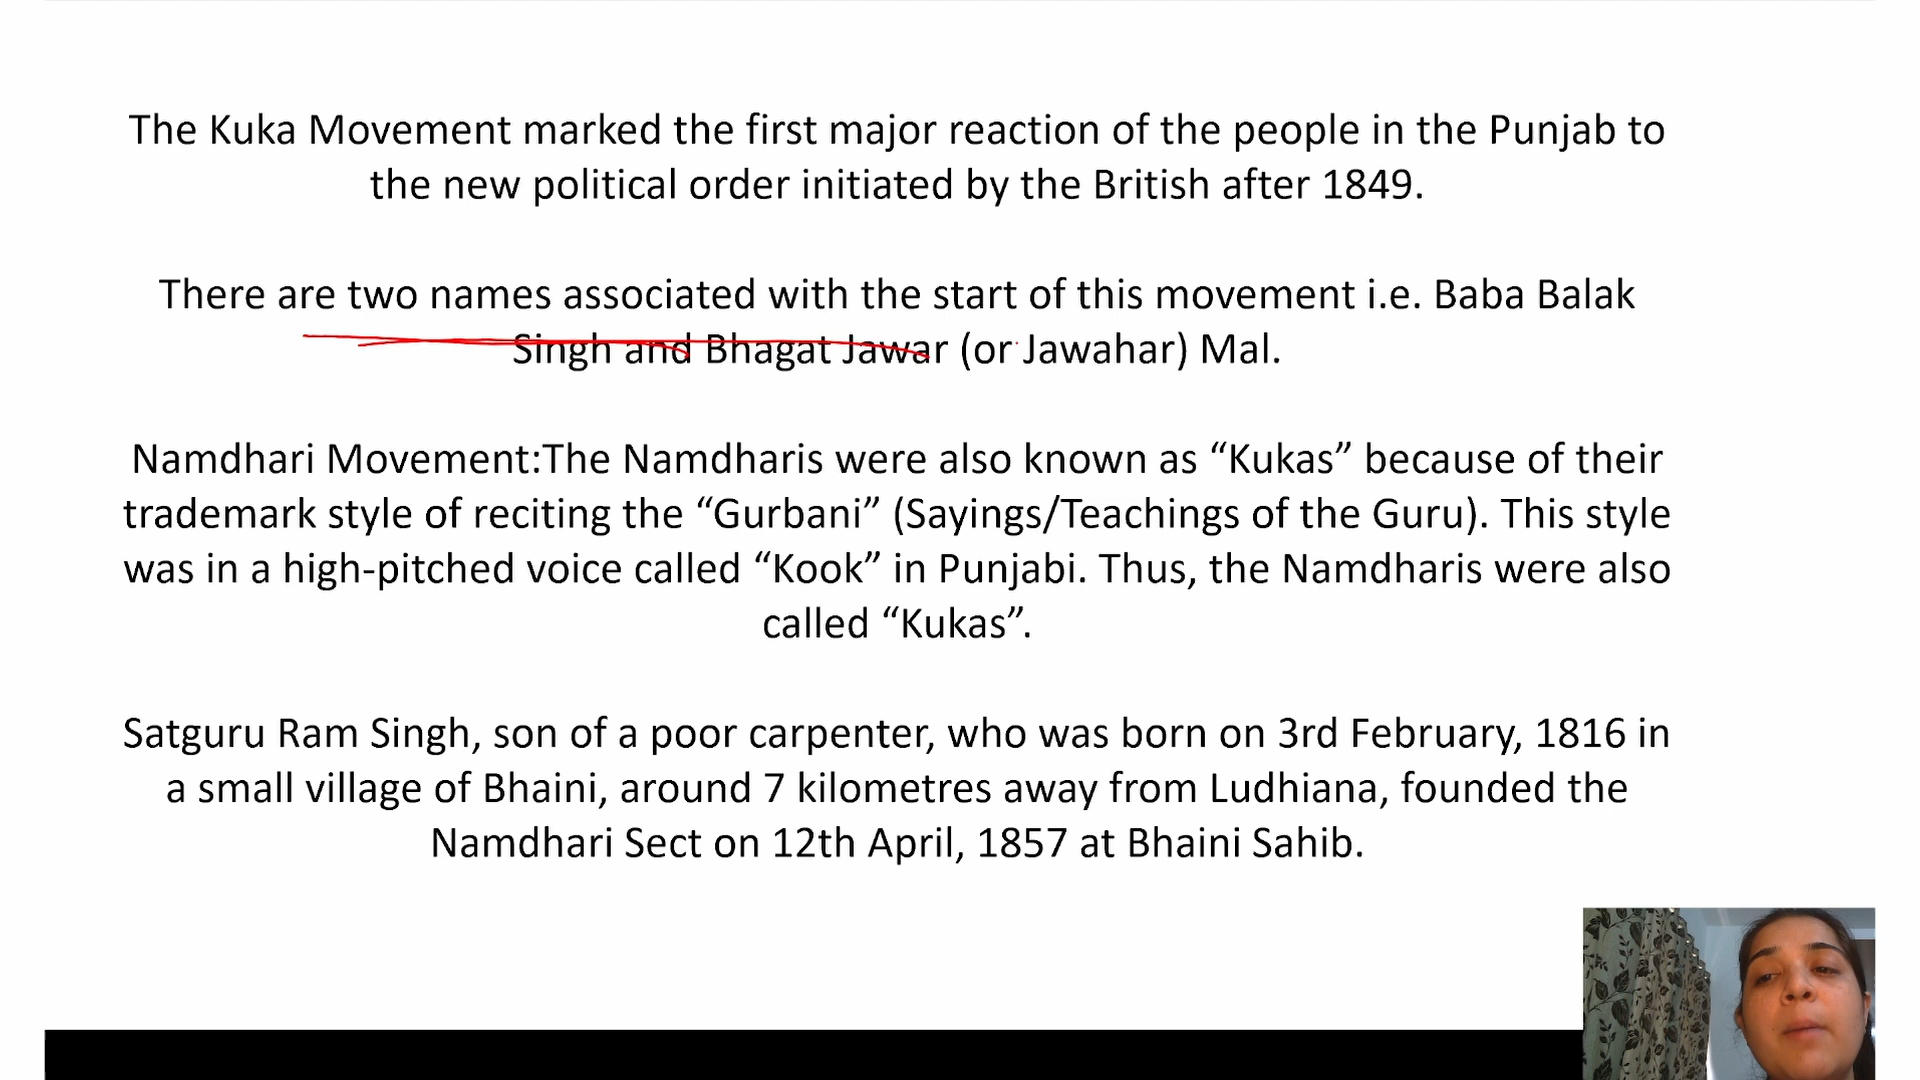 The Kuka Movement marked the first major reaction of the people in the Punjab to
the new political order initiated by the British after 1849.
There are two names associated with the start of this movement i.e. Baba Balak
Singh and Bhagat Jawar (or Jawahar) Mal.
Namdhari Movement:The Namdharis were also known as “Kukas” because of their
trademark style of reciting the “Gurbani” (Sayings/Teachings of the Guru). This style
was in a high-pitched voice called “Kook” in Punjabi. Thus, the Namdharis were also
called “Kukas”.
Satguru Ram Singh, son of a poor carpenter, who was born on 3rd February, 1816 in
a small village of Bhaini, around 7 kilometres away from Ludhiana, founded the
Namdhari Sect on 12th April, 1857 at Bhaini Sahib.